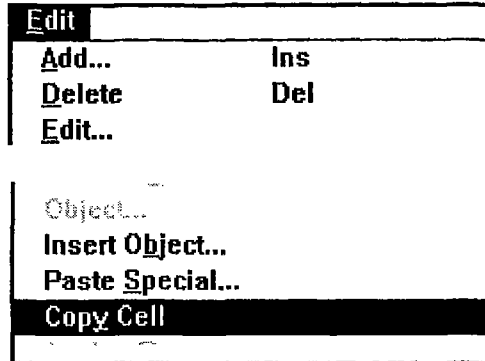 Edit
Add... Ins
Delete Del
Edit...
Object...
Insert Object...
Paste Special...
Copy Cell